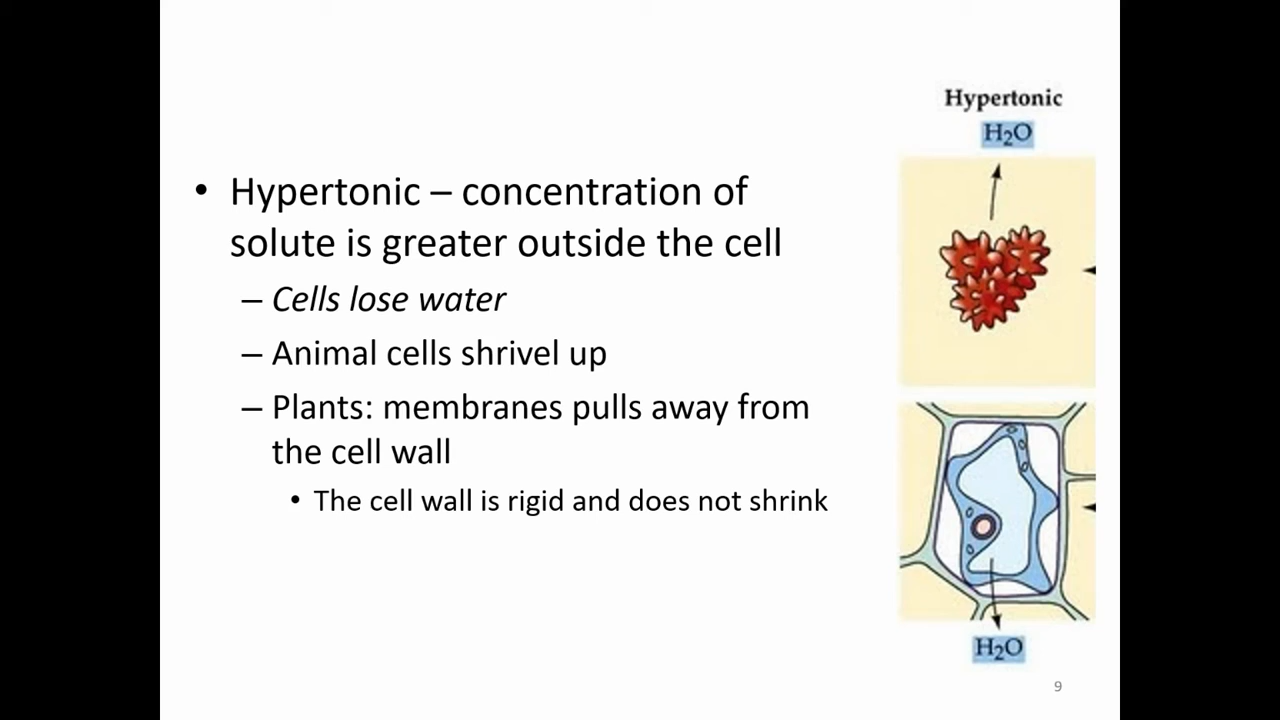 Hypertonic
H₂O
• Hypertonic – concentration of
solute is greater outside the cell
– Cells lose water
– Animal cells shrivel up
– Plants: membranes pulls away from
the cell wall
• The cell wall is rigid and does not shrink
H₂O
9